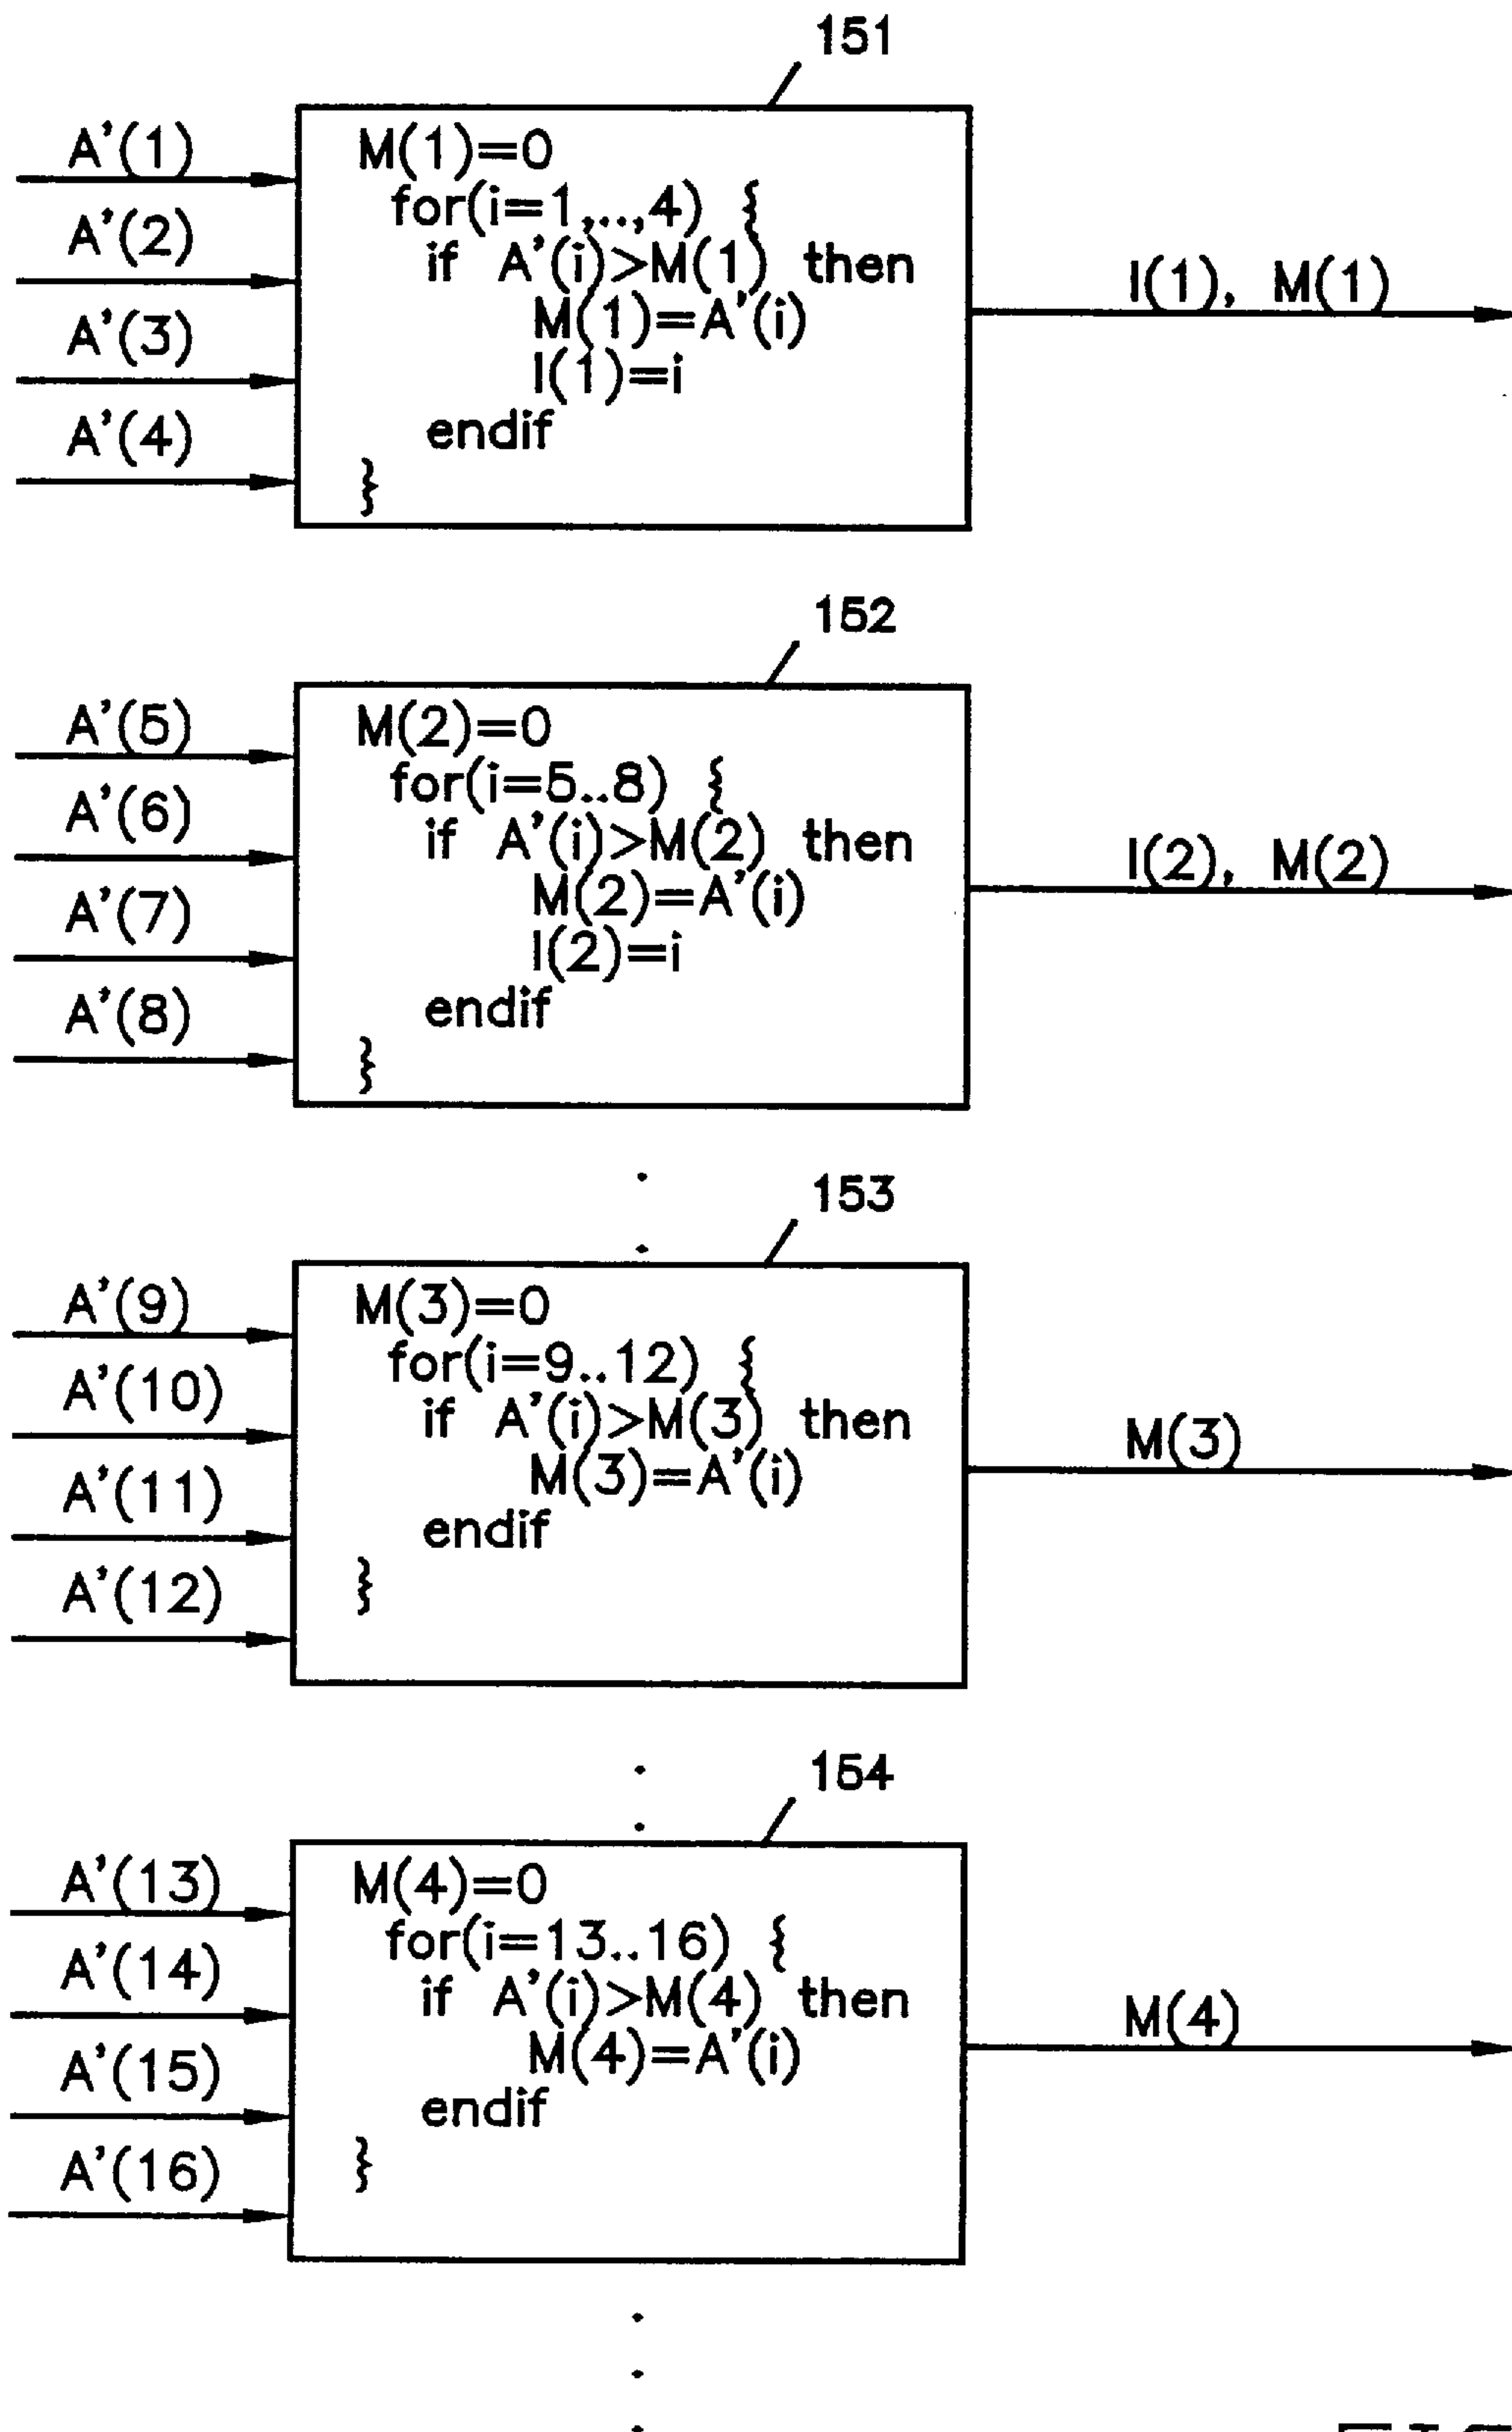 151
A'(1)
A'(2)
A'(3)
A'(4)
M(1)=0
for(i=1,...,4) {
if A'(i)>M(1) then
M(1)=A'(i)
I(1)=i
endif
}
I(1), M(1)
152
A'(5)
A'(6)
A'(7)
A'(8)
M(2)=0
for(i=5..8) {
if A'(i)>M(2) then
M(2)=A'(i)
I(2)=i
endif
}
I(2), M(2)
153
A'(9)
A'(10)
A'(11)
A'(12)
M(3)=0
for(i=9..12) {
if A'(i)>M(3) then
M(3)=A'(i)
endif
}
M(3)
154
A'(13)
A'(14)
A'(15)
A'(16)
M(4)=0
for(i=13..16) {
if A'(i)>M(4) then
M(4)=A'(i)
endif
}
M(4)